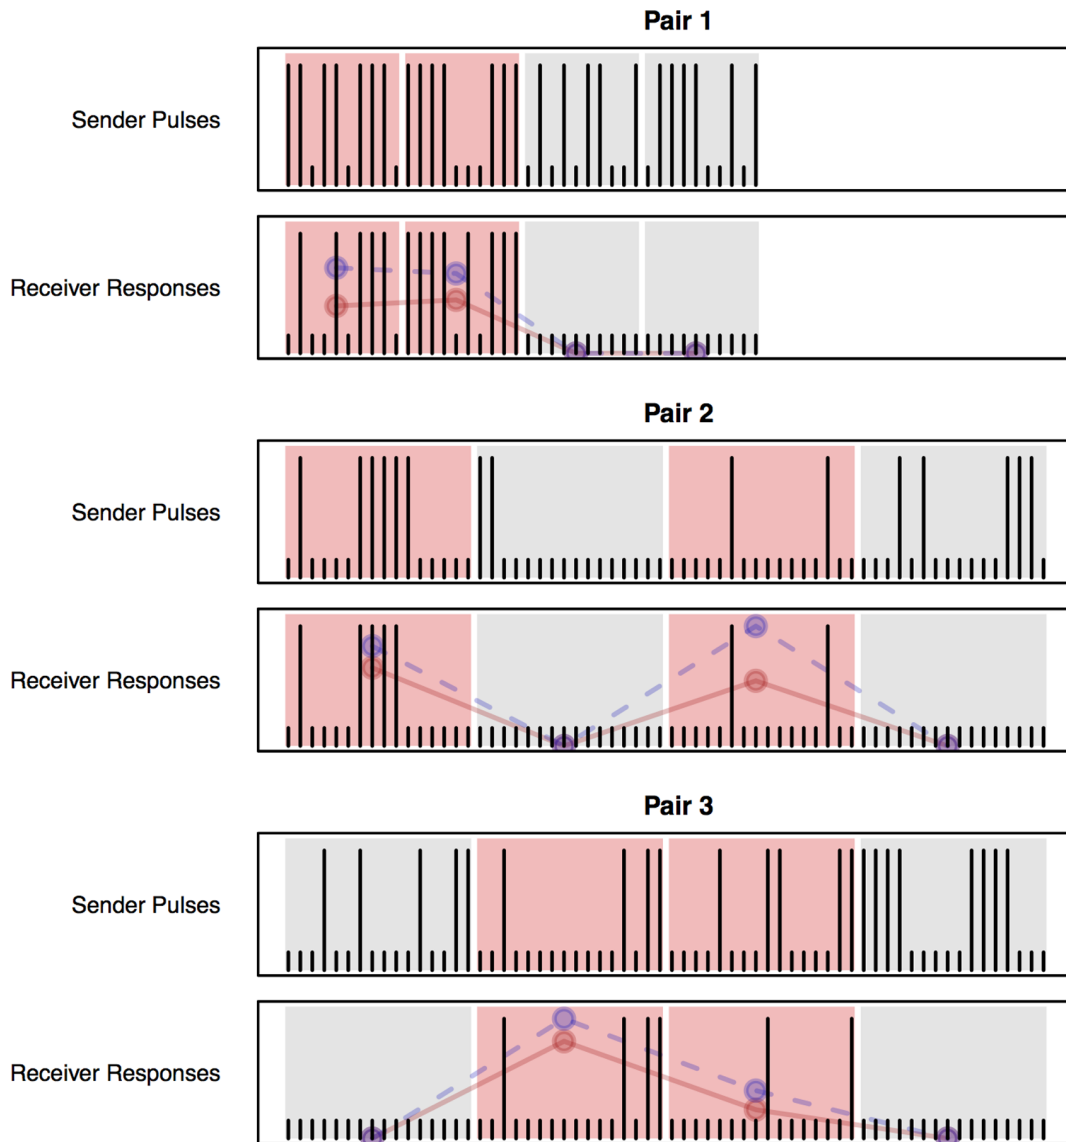 Pair 1
Sender Pulses
Receiver Responses
Pair 2
Sender Pulses
Receiver Responses
Pair 3
Sender Pulses
Receiver Responses